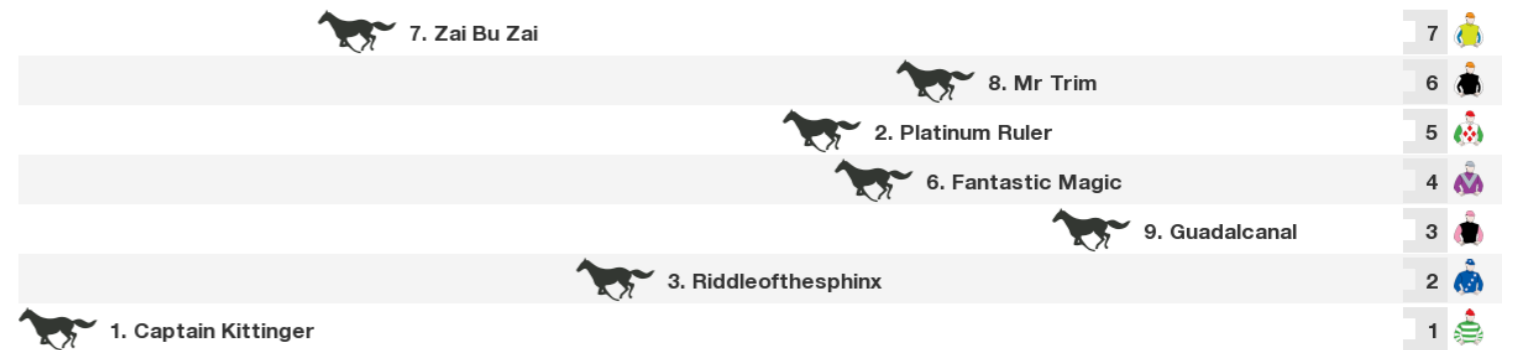 7. Zai Bu Zai 7
8. Mr Trim 6
2. Platinum Ruler 5
6. Fantastic Magic 4
9. Guadalcanal 3
3. Riddleofthesphinx 2
1. Captain Kittinger 1